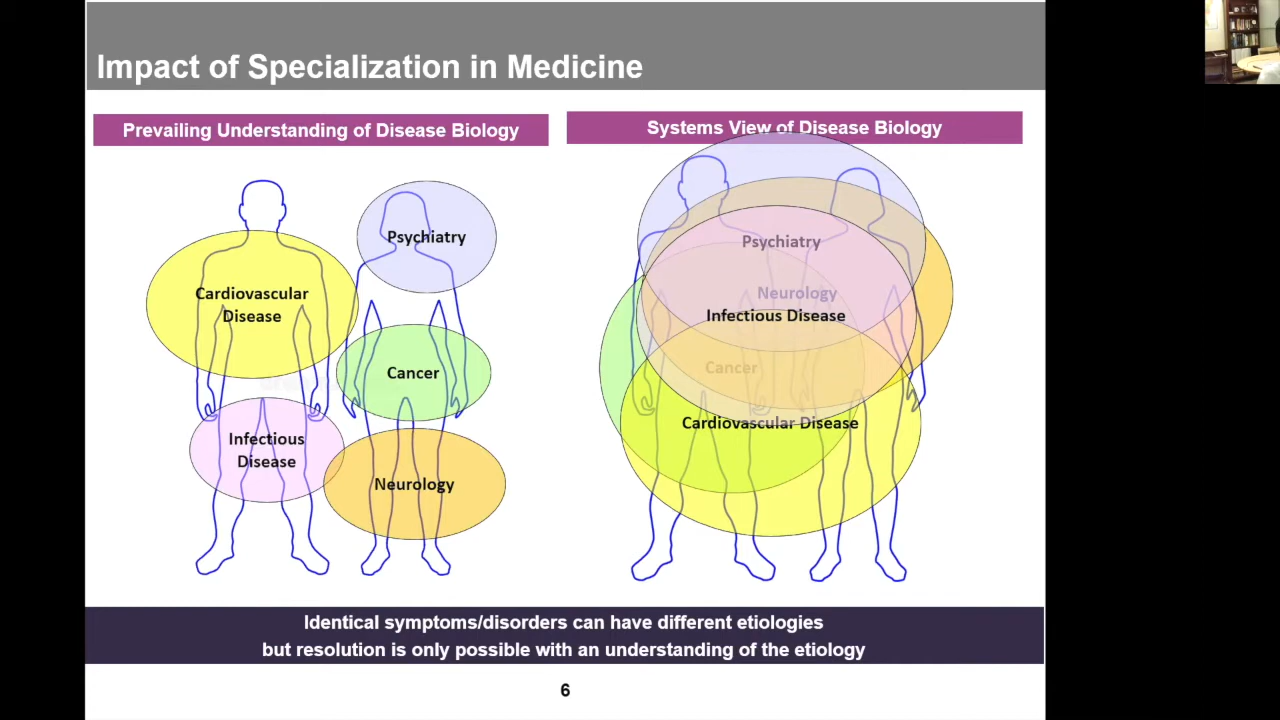 Impact of Specialization in Medicine
Prevailing Understanding of Disease Biology
Cardiovascular
Disease
Psychiatry
Cancer
Infectious
Disease
Neurology
Systems View of Disease Biology
Psychiatry
Neurology
Infectious Disease
Cancer
Cardiovascular Disease
Identical symptoms/disorders can have different etiologies
but resolution is only possible with an understanding of the etiology
6